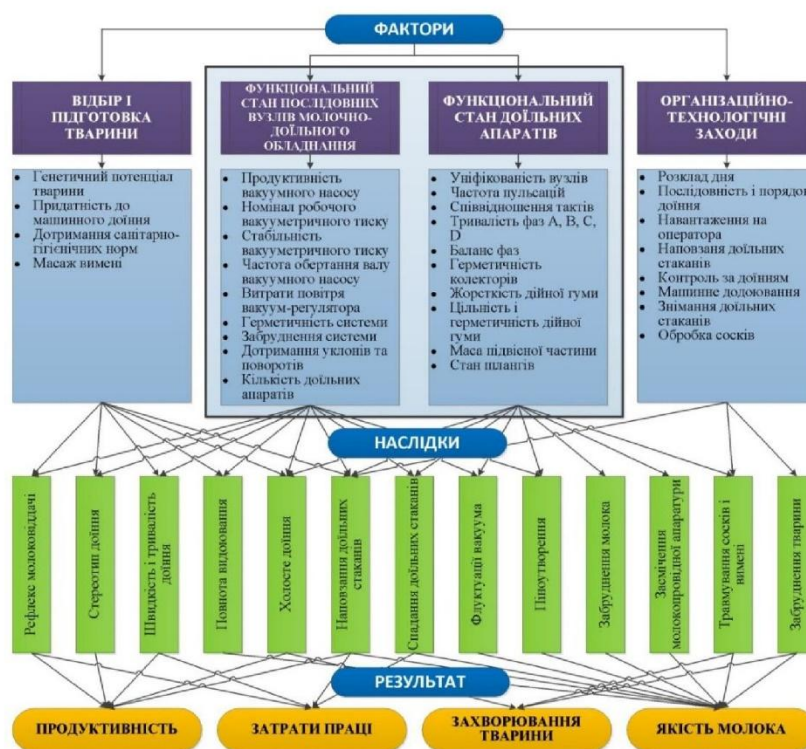 ФАКТОРИ
ВІДБІР І
ПІДГОТОВКА
ТВАРИНИ
• Генетичний потенціал
тварини
• Придатність до
машинного доїння
• Дотримання санітарно-
гігієнічних норм
• Масаж вимені
ФУНКЦІОНАЛЬНИЙ
СТАН ПОСЛІДОВНИХ
ВУЗЛІВ МОЛОЧНО-
ДОЇЛЬНОГО
ОБЛАДНАННЯ
• Продуктивність
вакуумного насосу
• Номінал робочого
вакууметричного тиску
• Стабільність
вакууметричного тиску
• Частота обертання валу
вакуумного насосу
• Витрати повітря
вакуум-регулятора
• Герметичність системи
• Забруднення системи
• Дотримання уклонів та
поворотів
• Кількість доїльних
апаратів
ФУНКЦІОНАЛЬНИЙ
СТАН ДОЇЛЬНИХ
АПАРАТІВ
• Уніфікованість вузлів
• Частота пульсацій
• Співвідношення тактів
• Тривалість фаз А, В, С,
D
• Баланс фаз
• Герметичність
колекторів
• Жорсткість дійної гуми
• Цільність і
герметичність дійної
гуми
• Маса підвісної частини
• Стан шлангів
ОРГАНІЗАЦІЙНО-
ТЕХНОЛОГІЧНІ
ЗАХОДИ
• Розклад дня
• Послідовність і порядок
доїння
• Навантаження на
оператора
• Наповзаня доїльних
стаканів
• Контроль за доїнням
• Машинне додоювання
• Знімання доїльних
стаканів
• Обробка сосків
НАСЛІДКИ
Рефлекс молоковіддачі
Стереотип доїння
Швидкість і тривалість
доїння
Повнота видоювання
Холосте доїння
Наповзання доїльних
стаканів
Спадання доїльних стаканів
Флуктуації вакуума
Піноутворення
Забруднення молока
Засмічення
молокопровідної апаратури
Травмування сосків і
вимені
Забруднення тварини
РЕЗУЛЬТАТ
ПРОДУКТИВНІСТЬ
ЗАТРАТИ ПРАЦІ
ЗАХВОРЮВАННЯ
ТВАРИНИ
ЯКІСТЬ МОЛОКА